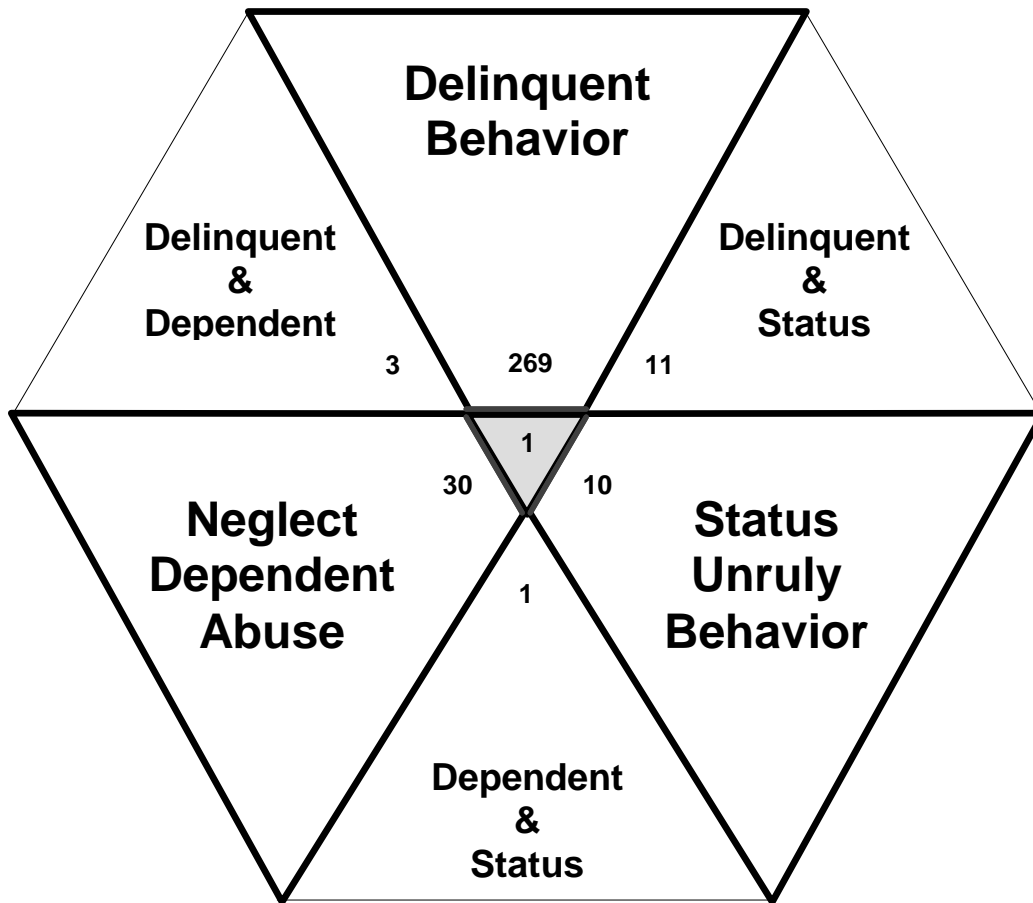 Delinquent
Behavior
Delinquent
&
Dependent
Delinquent
&
Status
3
269
11
1
30
10
Neglect
Dependent
Abuse
Status
Unruly
Behavior
1
Dependent
&
Status